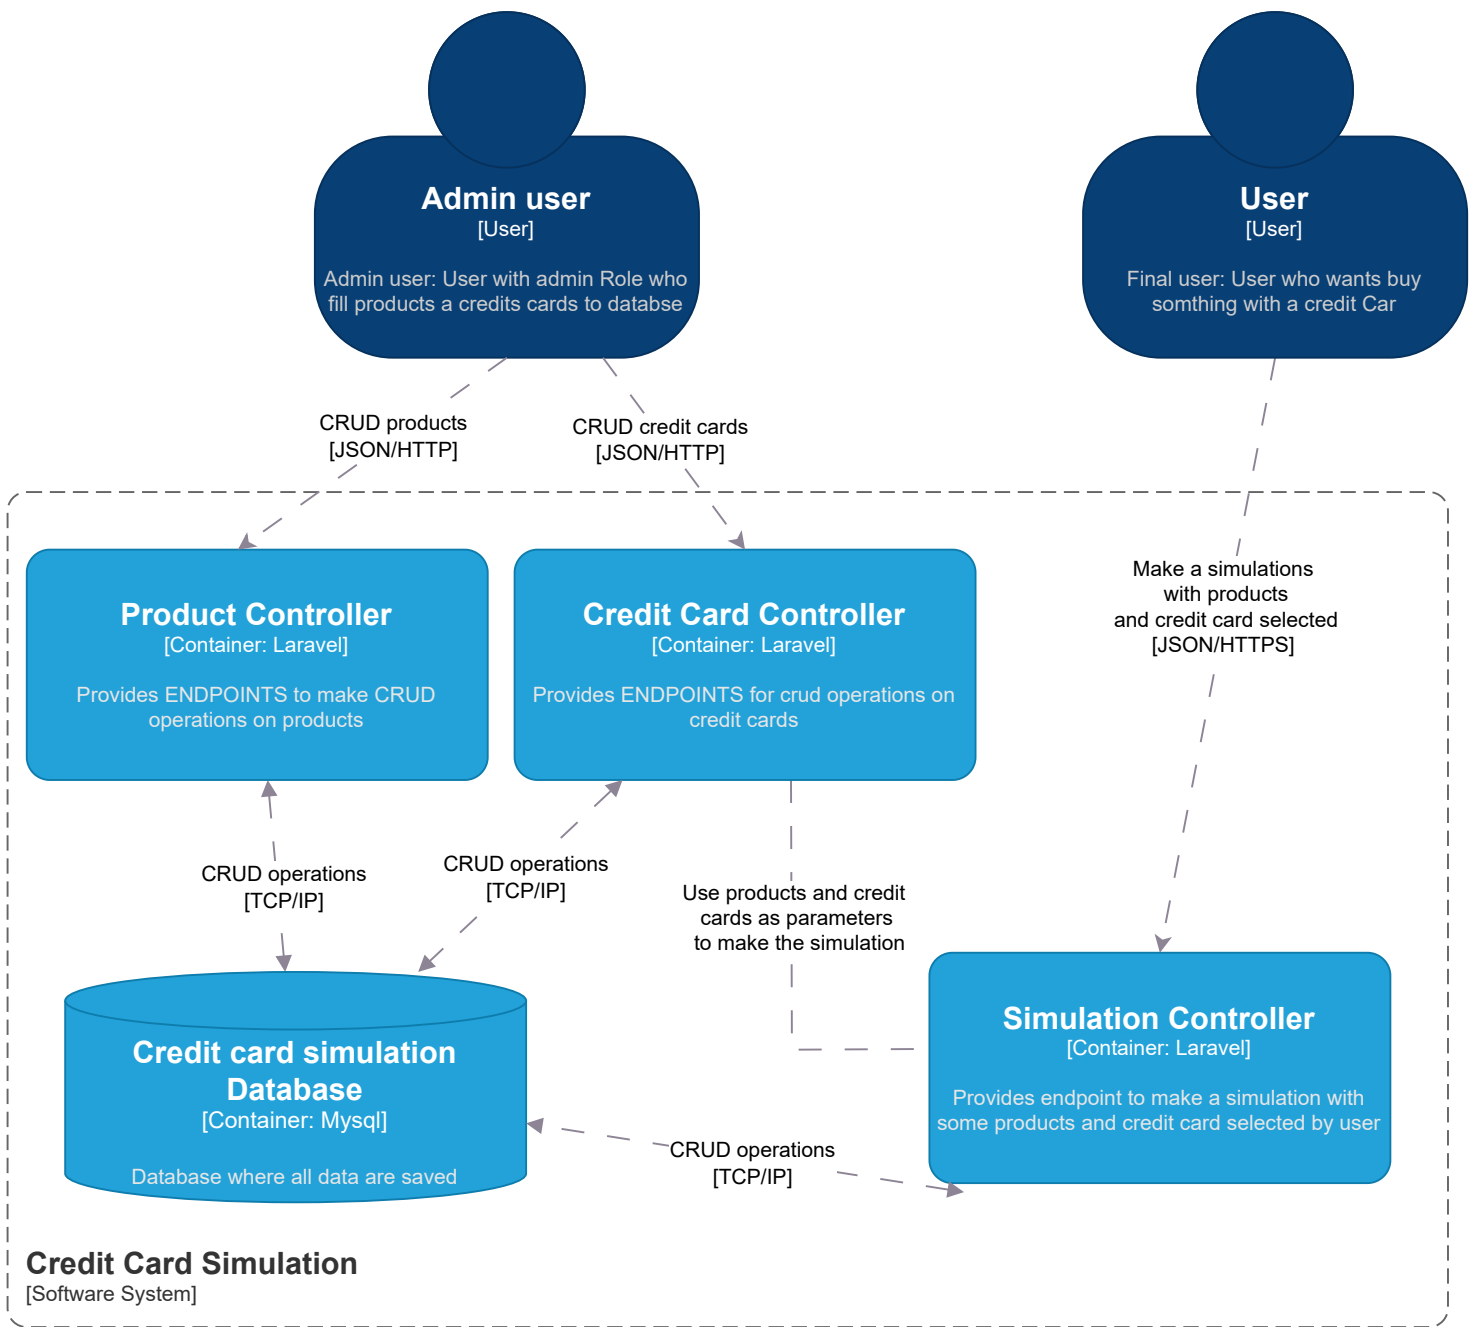 Admin user
[User]
Admin user: User with admin Role who
fill products a credits cards to databse
User
[User]
Final user: User who wants buy
somthing with a credit Car
CRUD products
[JSON/HTTP]
CRUD credit cards
[JSON/HTTP]
Make a simulations
with products
and credit card selected
[JSON/HTTPS]
Product Controller
[Container: Laravel]
Provides ENDPOINTS to make CRUD
operations on products
Credit Card Controller
[Container: Laravel]
Provides ENDPOINTS for crud operations on
credit cards
CRUD operations
[TCP/IP]
CRUD operations
[TCP/IP]
Use products and credit
cards as parameters
to make the simulation
Simulation Controller
[Container: Laravel]
Provides endpoint to make a simulation with
some products and credit card selected by user
Credit card simulation
Database
[Container: Mysql]
Database where all data are saved
CRUD operations
[TCP/IP]
Credit Card Simulation
[Software System]